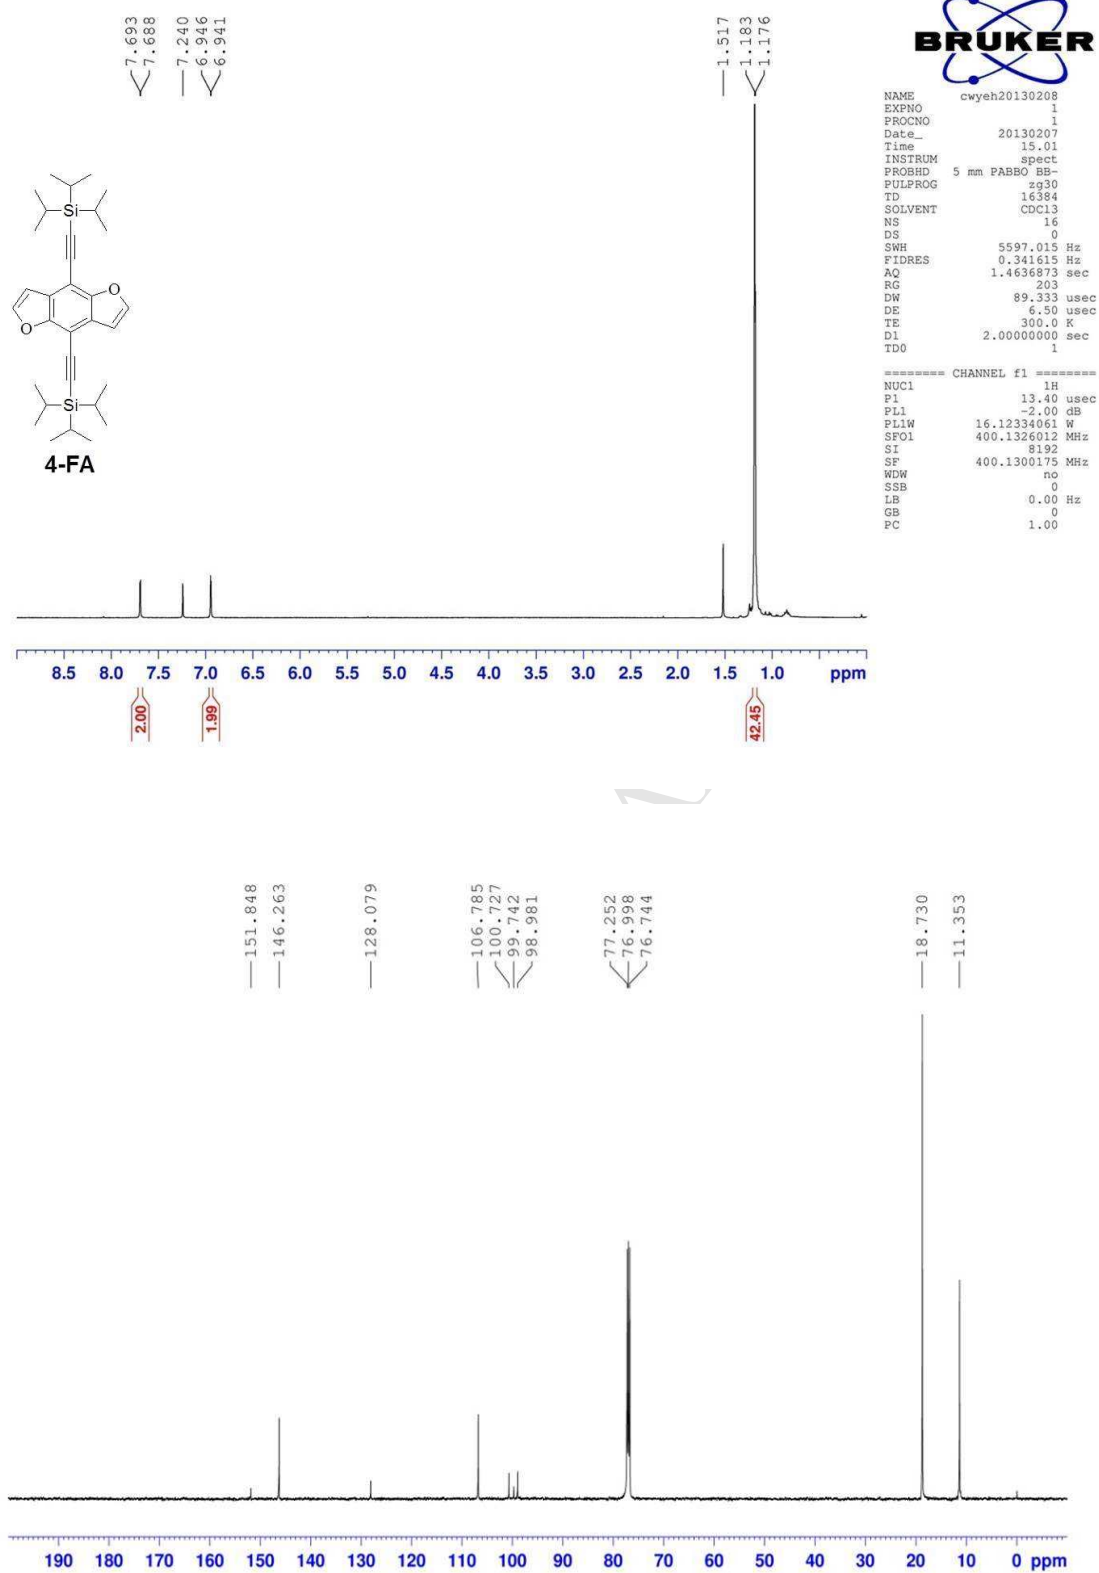 7.693
7.688
7.240
6.946
6.941
1.517
1.183
1.176
BRUKER
NAME cwyeh20130208
EXPNO 1
PROCNO 1
Date_ 20130207
Time 15.01
INSTRUM spect
PROBHD 5 mm PABBO BB-
PULPROG zg30
TD 16384
SOLVENT CDCl3
NS 16
DS 0
SWH 5597.015 Hz
FIDRES 0.341615 Hz
AQ 1.4636873 sec
RG 203
DW 89.333 usec
DE 6.50 usec
TE 300.0 K
D1 2.00000000 sec
TD0 1
======== CHANNEL f1 ========
NUC1 1H
P1 13.40 usec
PL1 -2.00 dB
PL1W 16.12334061 W
SFO1 400.1326012 MHz
SI 8192
SF 400.1300175 MHz
WDW no
SSB 0
LB 0.00 Hz
GB 0
PC 1.00
Si
O
O
Si
4-FA
8.5 8.0 7.5 7.0 6.5 6.0 5.5 5.0 4.5 4.0 3.5 3.0 2.5 2.0 1.5 1.0 ppm
2.00
1.99
42.45
151.848
146.263
128.079
106.785
100.727
99.742
98.981
77.252
76.998
76.744
18.730
11.353
190 180 170 160 150 140 130 120 110 100 90 80 70 60 50 40 30 20 10 0 ppm